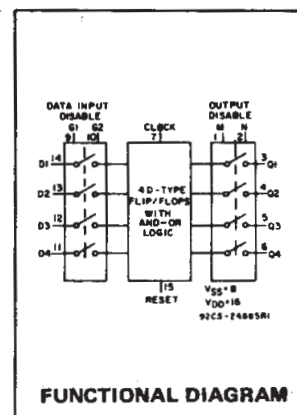 DATA INPUT DISABLE
G1 G2
9 10
CLOCK
7
OUTPUT DISABLE
M N
1 2
D1 14
D2 13
D3 12
D4 11
4 D-TYPE
FLIP/FLOPS
WITH
AND-OR
LOGIC
3 Q1
4 Q2
5 Q3
6 Q4
15
RESET
VSS=8
VDD=16
92CS-24885R1
FUNCTIONAL DIAGRAM